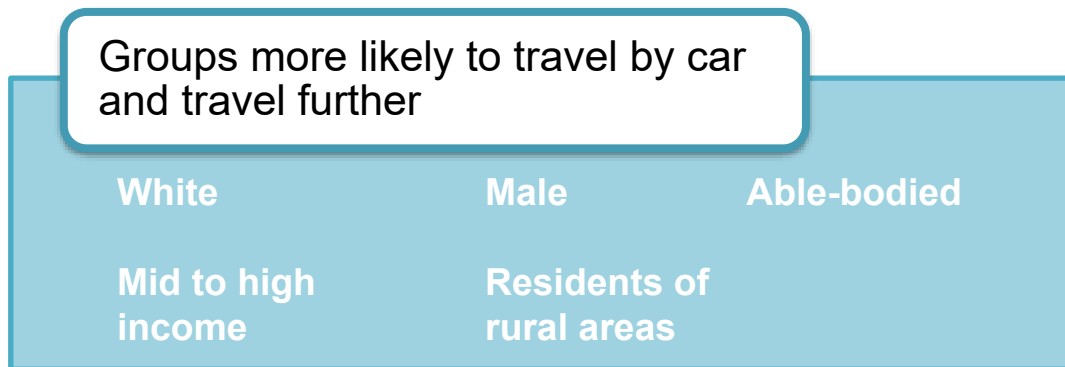 Groups more likely to travel by car
and travel further
White Male Able-bodied
Mid to high Residents of
income rural areas